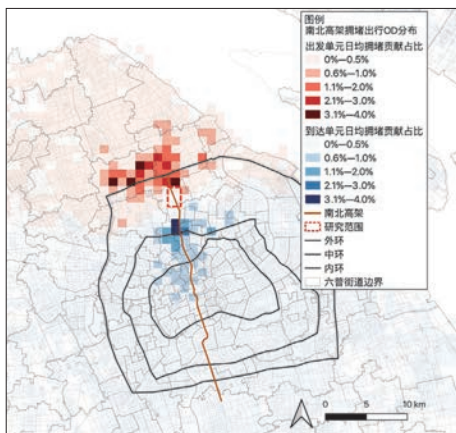 图例
南北高架拥堵出行OD分布
出发单元日均拥堵贡献占比
0%—0.5%
0.6%—1.0%
1.1%—2.0%
2.1%—3.0%
3.1%—4.0%
到达单元日均拥堵贡献占比
0%—0.5%
0.6%—1.0%
1.1%—2.0%
2.1%—3.0%
3.1%—4.0%
南北高架
研究范围
外环
中环
内环
六普街道边界
0 5 10 km